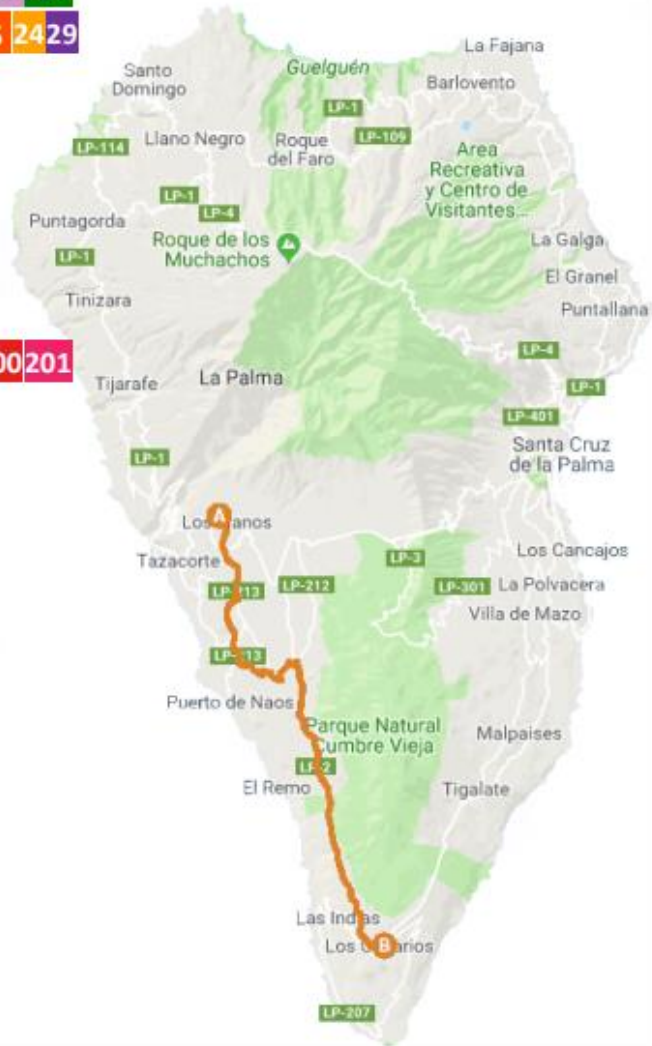 24 29
La Fajana
Santo
Domingo
Guelguén
Barlovento
LP-1
LP-114
Llano Negro
Roque
del Faro
LP-109
Area
Recreativa
y Centro de
Visitantes...
LP-1
LP-4
Puntagorda
Roque de los
Muchachos
La Galga
LP-1
El Granel
Tinizara
Puntallana
LP-4
201
Tijarafe
La Palma
LP-1
LP-401
Santa Cruz
de la Palma
LP-1
A
Tazacorte
Los Cancajos
LP-3
LP-212
LP-301
La Polvacera
Villa de Mazo
Puerto de Naos
Parque Natural
Cumbre Vieja
Malpaises
LP-2
El Remo
Tigalate
Las Indias
Los
B
LP-207